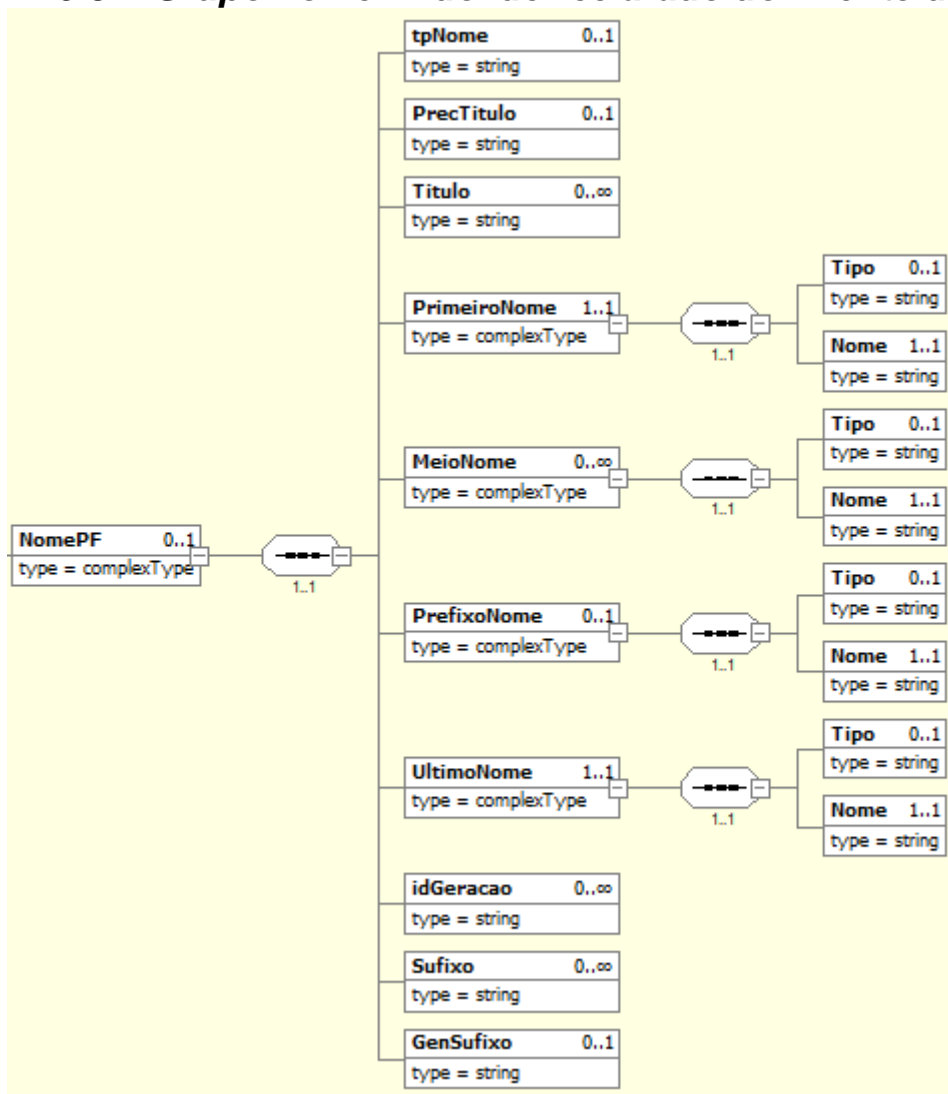 tpNome 0..1
type = string
PrecTitulo 0..1
type = string
Titulo 0..∞
type = string
PrimeiroNome 1..1
type = complexType
1..1
Tipo 0..1
type = string
Nome 1..1
type = string
MeioNome 0..∞
type = complexType
1..1
Tipo 0..1
type = string
Nome 1..1
type = string
NomePF 0..1
type = complexType
1..1
PrefixoNome 0..1
type = complexType
1..1
Tipo 0..1
type = string
Nome 1..1
type = string
UltimoNome 1..1
type = complexType
1..1
Tipo 0..1
type = string
Nome 1..1
type = string
idGeracao 0..∞
type = string
Sufixo 0..∞
type = string
GenSufixo 0..1
type = string